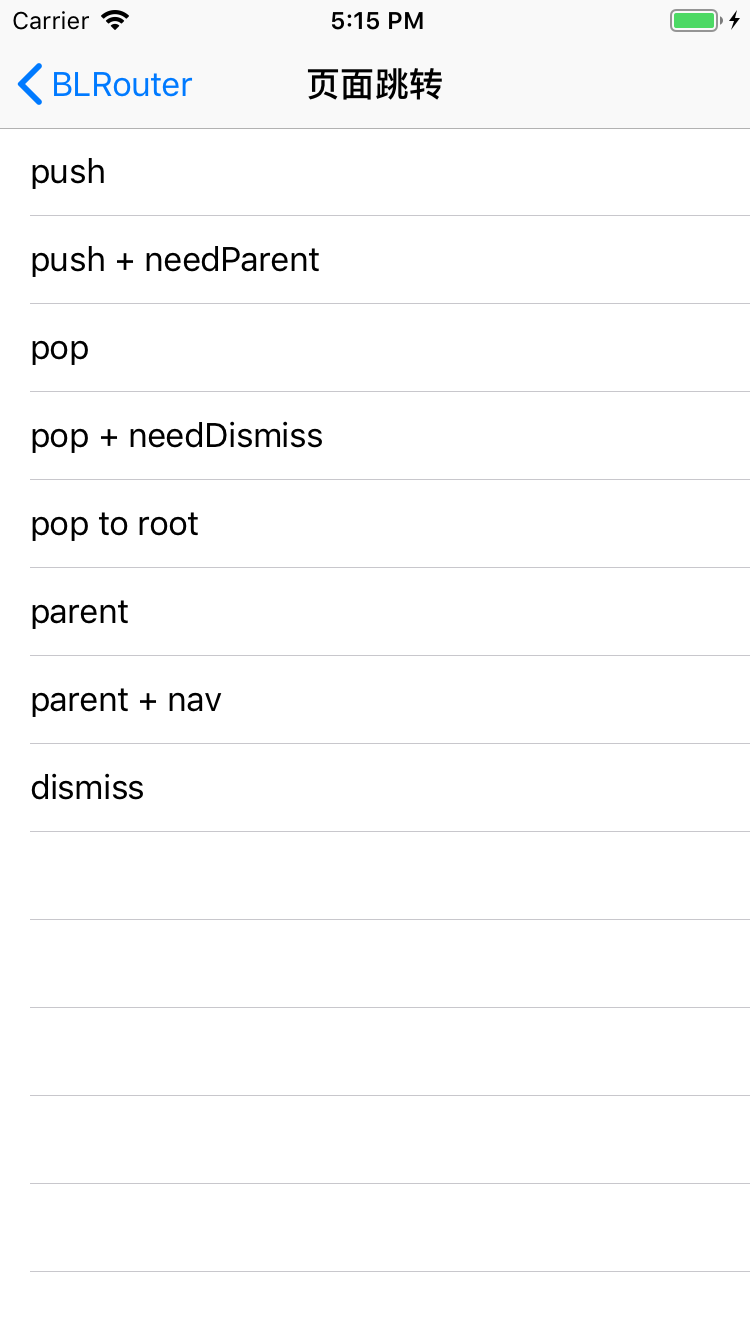 Carrier 5:15 PM
BLRouter 页面跳转
push
push + needParent
pop
pop + needDismiss
pop to root
parent
parent + nav
dismiss